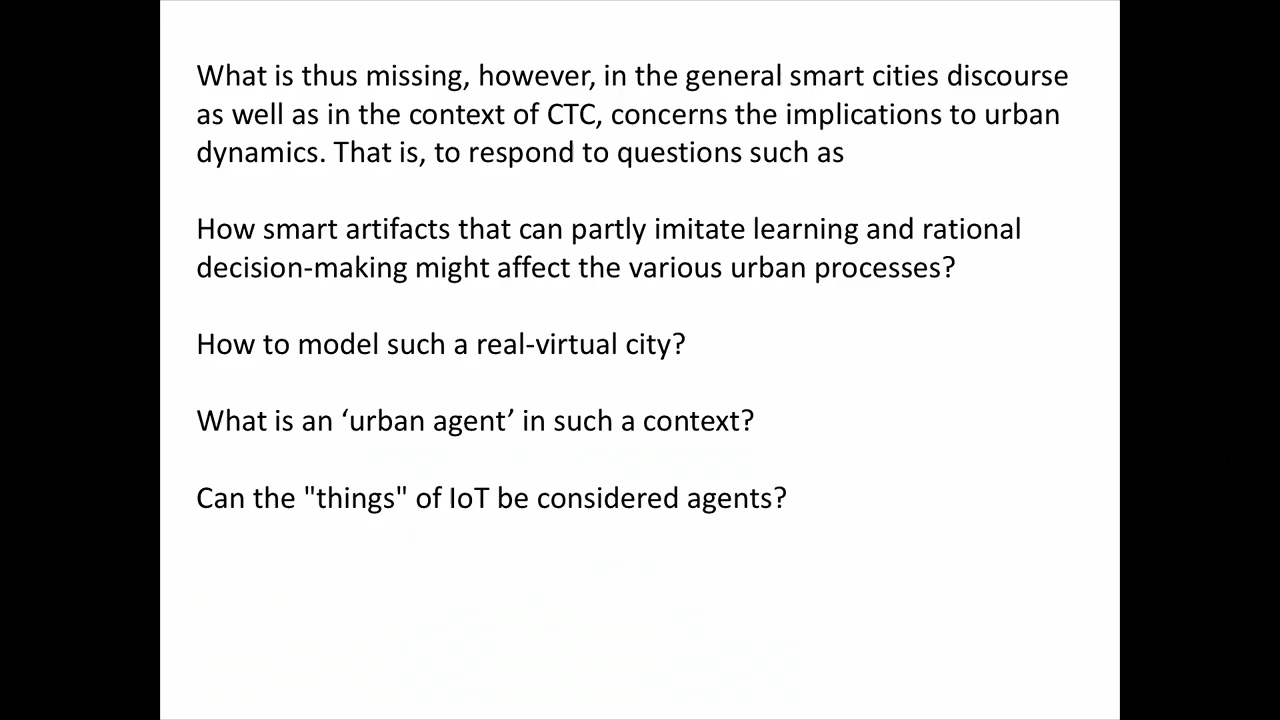 What is thus missing, however, in the general smart cities discourse
as well as in the context of CTC, concerns the implications to urban
dynamics. That is, to respond to questions such as
How smart artifacts that can partly imitate learning and rational
decision-making might affect the various urban processes?
How to model such a real-virtual city?
What is an ‘urban agent’ in such a context?
Can the "things" of IoT be considered agents?